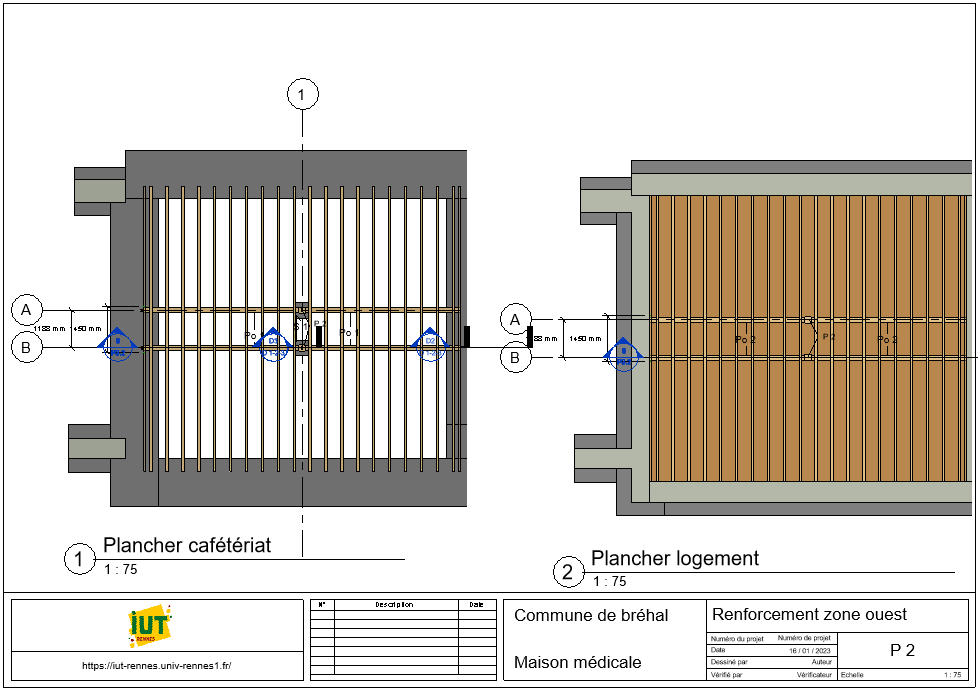 1
A
B
1188 mm
1450 mm
Po 1
S 1
P 2
Po 1
D3
D2
A
B
88 mm
1450 mm
Po 2
P 2
Po 2
1
Plancher cafétériat
1 : 75
2
Plancher logement
1 : 75
IUT
RENNES
https://iut-rennes.univ-rennes1.fr/
N° Description Date
Commune de bréhal
Maison médicale
Renforcement zone ouest
Numéro du projet Numéro de projet
Date 16 / 01 / 2023
Dessiné par Auteur
Vérifié par Vérificateur
P 2
Echelle 1 : 75